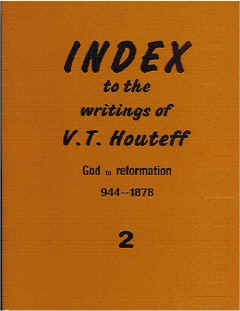 INDEX
to the
writings of
V.T. Houteff
God to reformation
944--1878
2